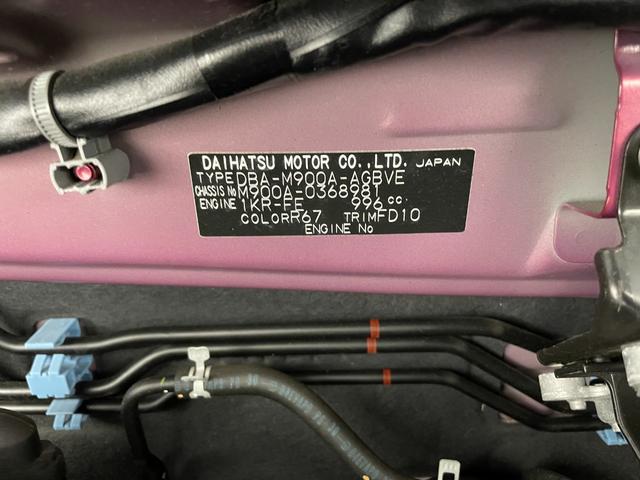 DAIHATSU MOTOR CO.,LTD. JAPAN
TYPE DBA-M900A-AGBVE
CHASSIS No M900A-0368981
ENGINE 1KR-FE 996 cc
COLOR R67 TRIM FD10
ENGINE No